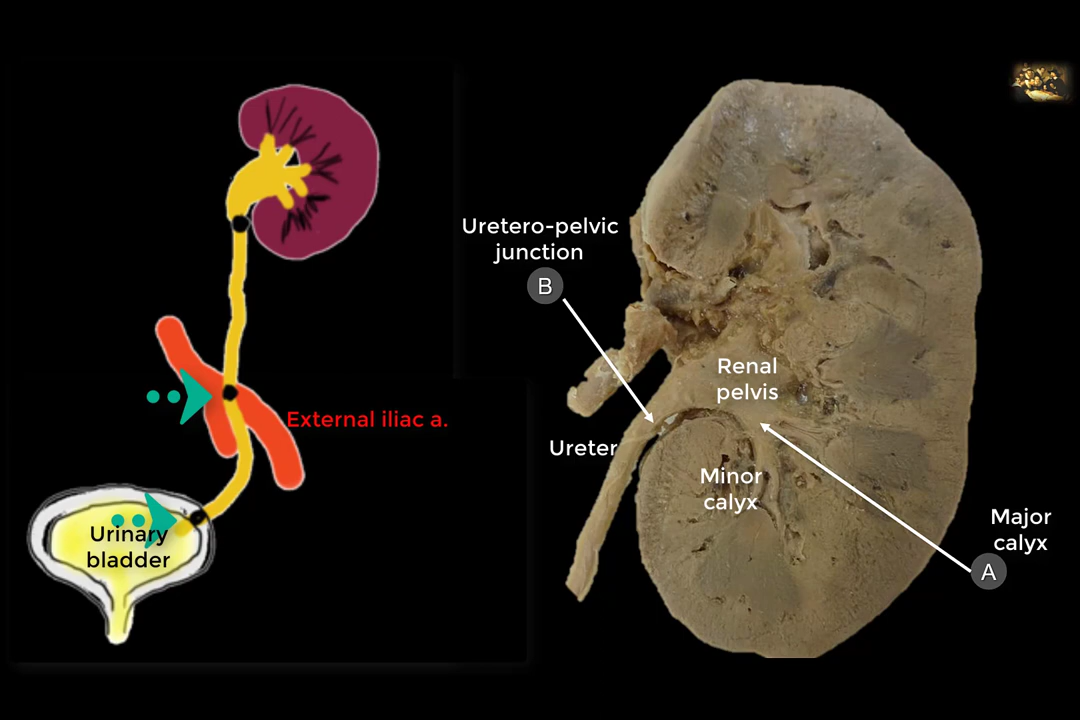 Uretero-pelvic
junction
B
Renal
pelvis
External iliac a.
Ureter
Minor
calyx
Urinary
bladder
Major
calyx
A